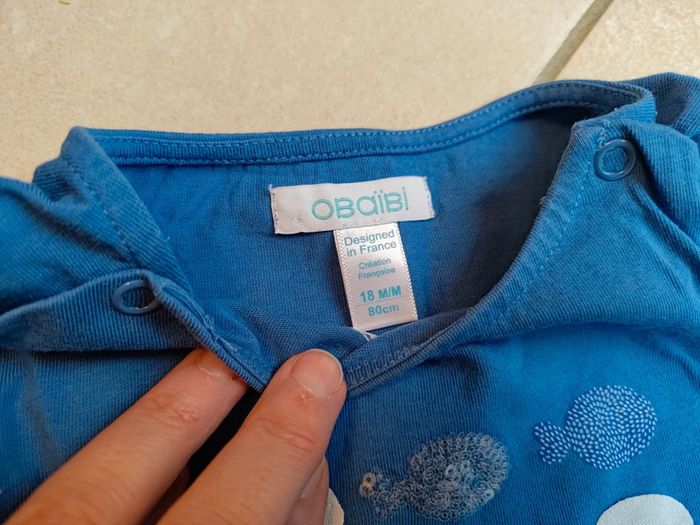 OBaïBi
Designed
in France
Création
Française
18 M/M
80cm